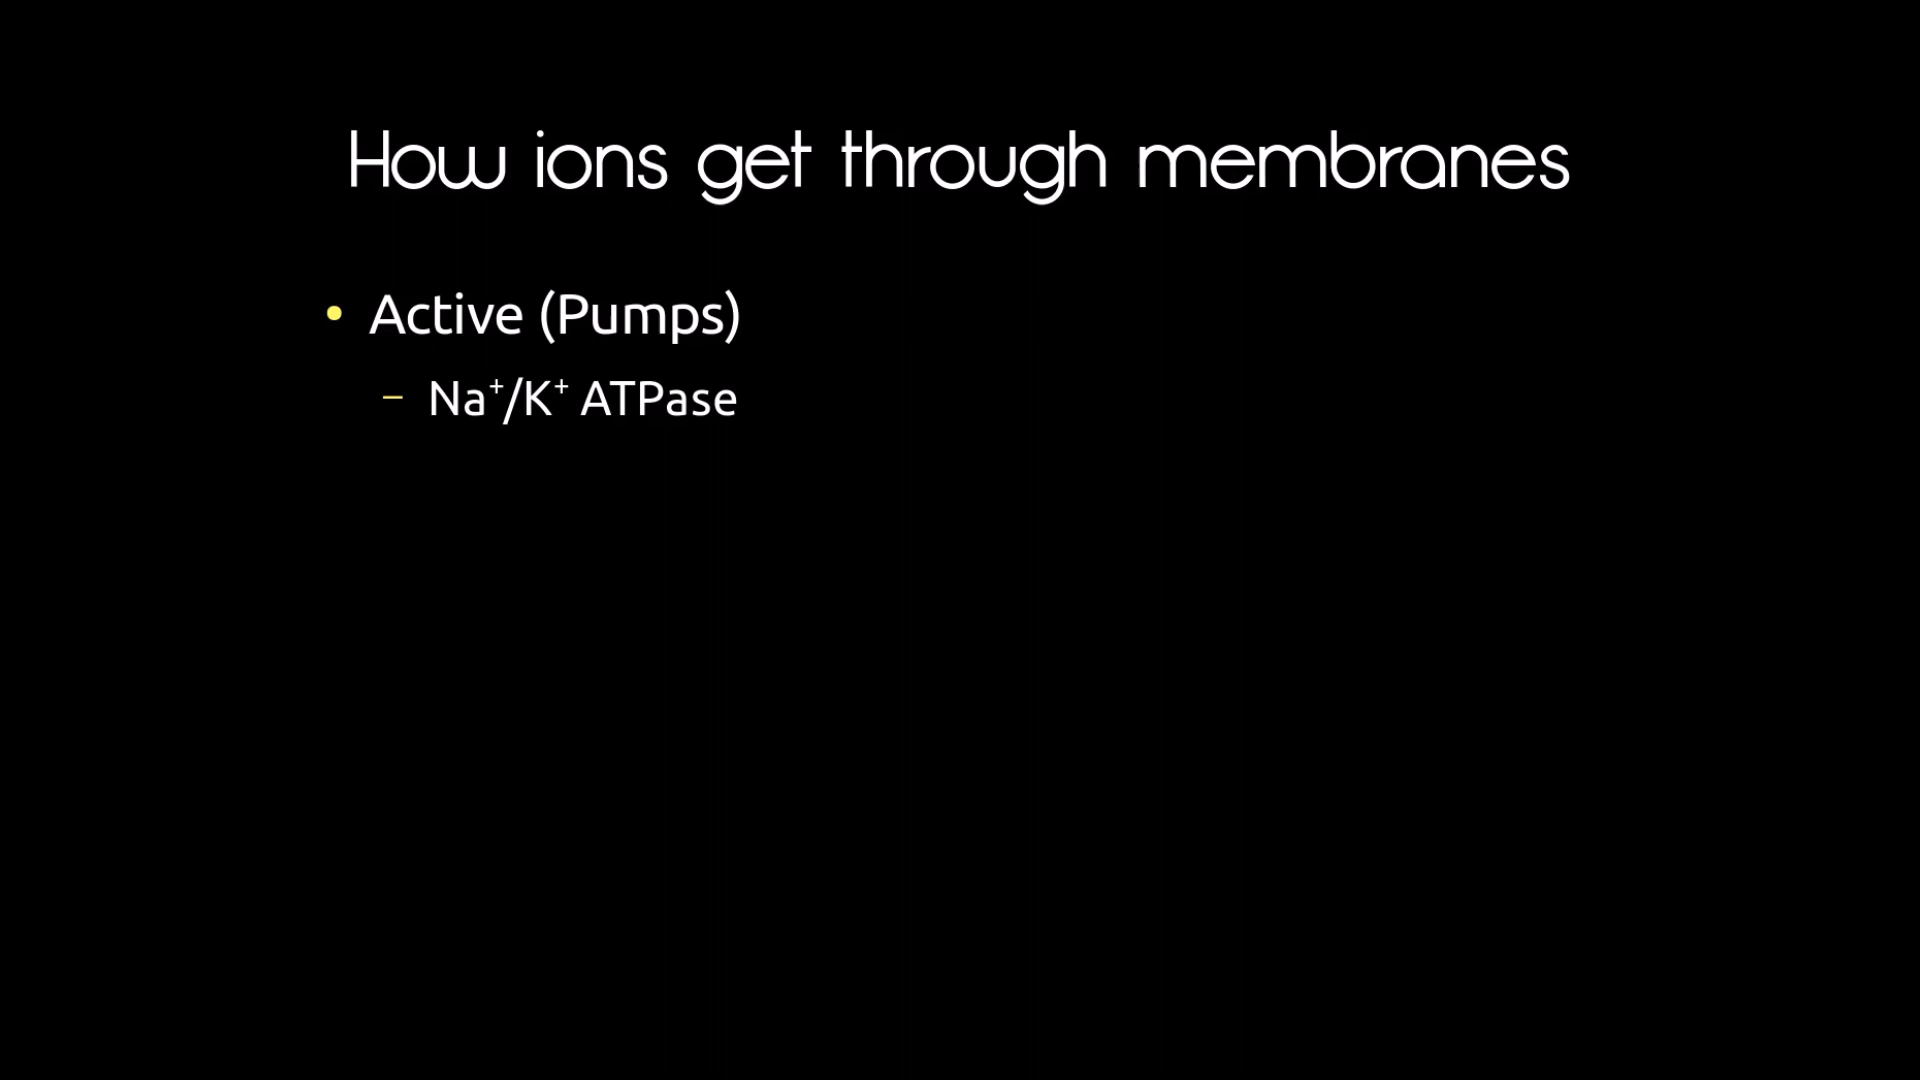 How ions get through membranes
• Active (Pumps)
– Na⁺/K⁺ ATPase